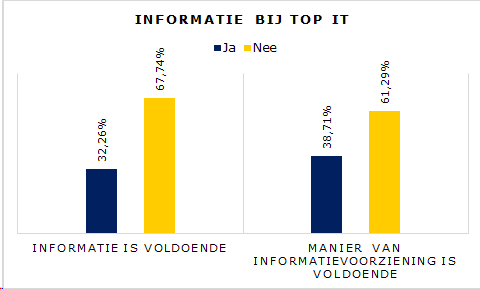 INFORMATIE BIJ TOP IT
Ja Nee
32,26%
67,74%
38,71%
61,29%
INFORMATIE IS VOLDOENDE
MANIER VAN
INFORMATIEVOORZIENING IS
VOLDOENDE